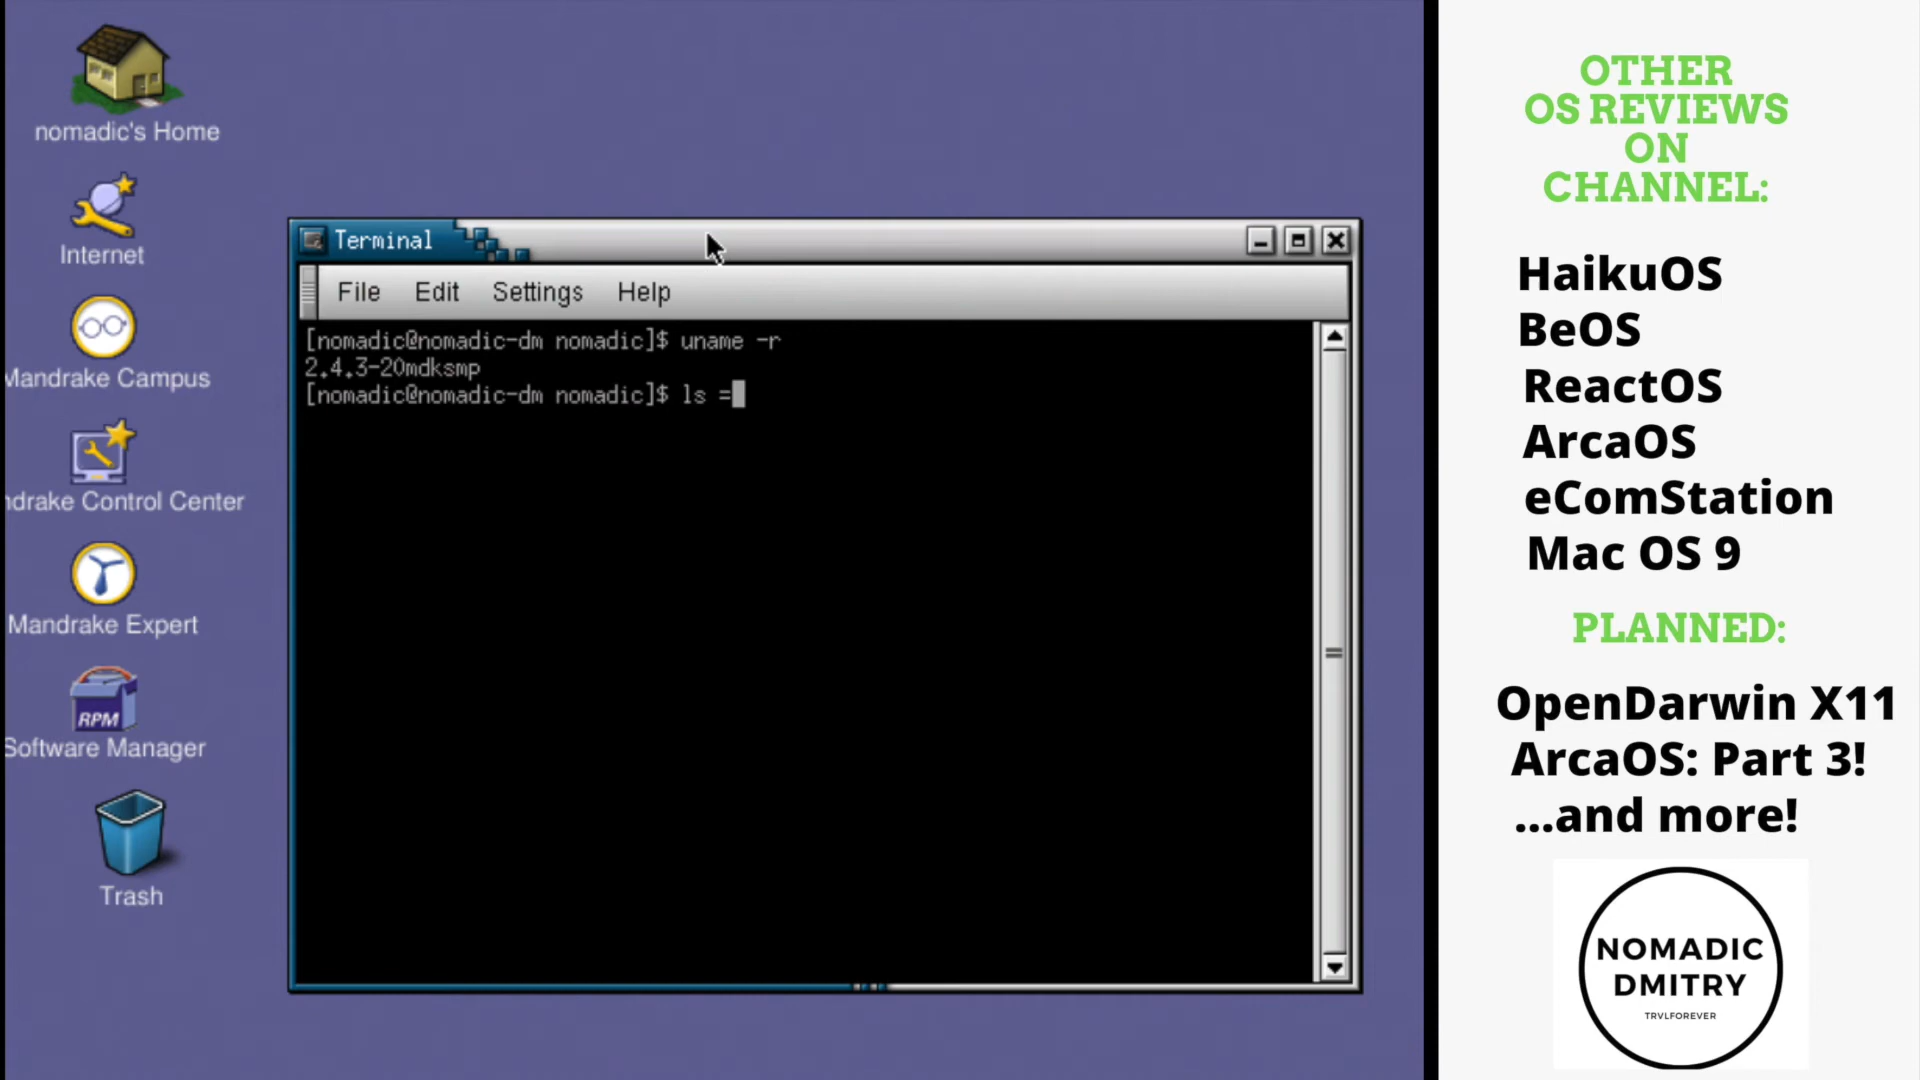 nomadic's Home
Internet
Mandrake Campus
ndrake Control Center
Mandrake Expert
RPM
Software Manager
Trash
Terminal
File Edit Settings Help
[nomadic@nomadic-dm nomadic]$ uname -r
2.4.3-20mdksmp
[nomadic@nomadic-dm nomadic]$ ls =
OTHER
OS REVIEWS
ON
CHANNEL:
HaikuOS
BeOS
ReactOS
ArcaOS
eComStation
Mac OS 9
PLANNED:
OpenDarwin X11
ArcaOS: Part 3!
...and more!
NOMADIC
DMITRY
TRVLFOREVER